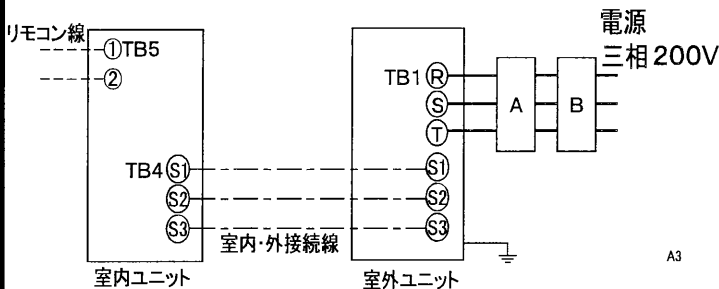 電源
三相200V
リモコン線
①TB5
②
TB1 Ⓡ
Ⓢ
Ⓣ
A
B
TB4 S1
S2
S3
S1
S2
S3
室内・外接続線
室内ユニット
室外ユニット
A3